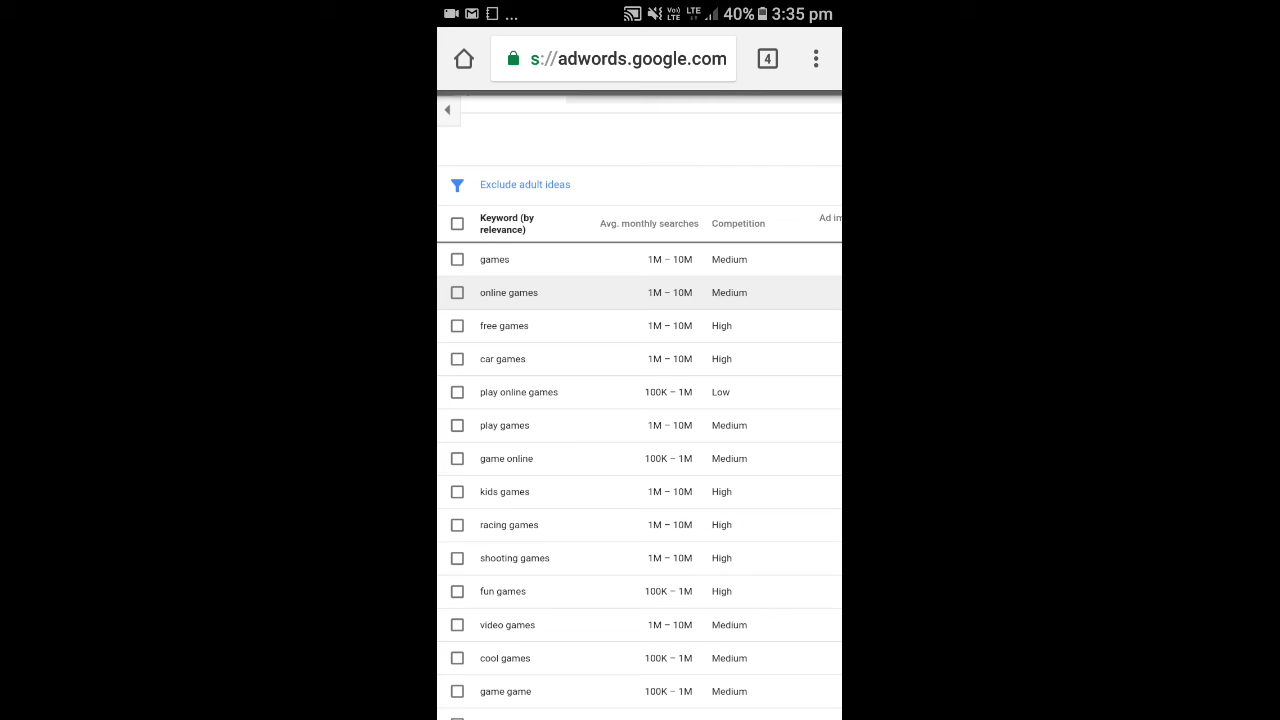 ... Vo) LTE LTE 40% 3:35 pm
s://adwords.google.com 4
Exclude adult ideas
Keyword (by relevance) Avg. monthly searches Competition Ad im
games 1M – 10M Medium
online games 1M – 10M Medium
free games 1M – 10M High
car games 1M – 10M High
play online games 100K – 1M Low
play games 1M – 10M Medium
game online 100K – 1M Medium
kids games 1M – 10M High
racing games 1M – 10M High
shooting games 1M – 10M High
fun games 100K – 1M High
video games 1M – 10M Medium
cool games 100K – 1M Medium
game game 100K – 1M Medium